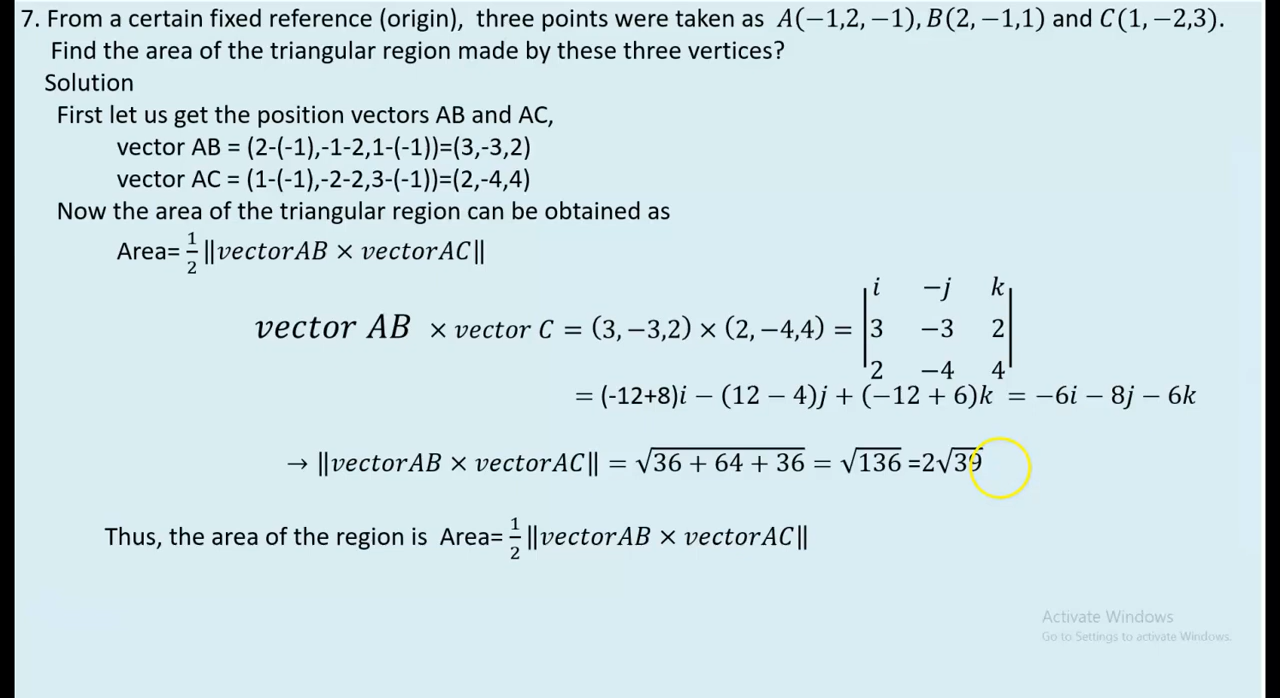 7. From a certain fixed reference (origin), three points were taken as A(−1,2, −1), B(2, −1,1) and C(1, −2,3).
Find the area of the triangular region made by these three vertices?
Solution
First let us get the position vectors AB and AC,
vector AB = (2-(-1),-1-2,1-(-1))=(3,-3,2)
vector AC = (1-(-1),-2-2,3-(-1))=(2,-4,4)
Now the area of the triangular region can be obtained as
Area= 1/2 ||vectorAB × vectorAC||
vector AB × vector C = (3, −3,2) × (2, −4,4) = |i −j k
3 −3 2
2 −4 4|
= (-12+8)i − (12 − 4)j + (−12 + 6)k = −6i − 8j − 6k
→ ||vectorAB × vectorAC|| = √36 + 64 + 36 = √136 =2√39
Thus, the area of the region is Area= 1/2 ||vectorAB × vectorAC||
Activate Windows
Go to Settings to activate Windows.